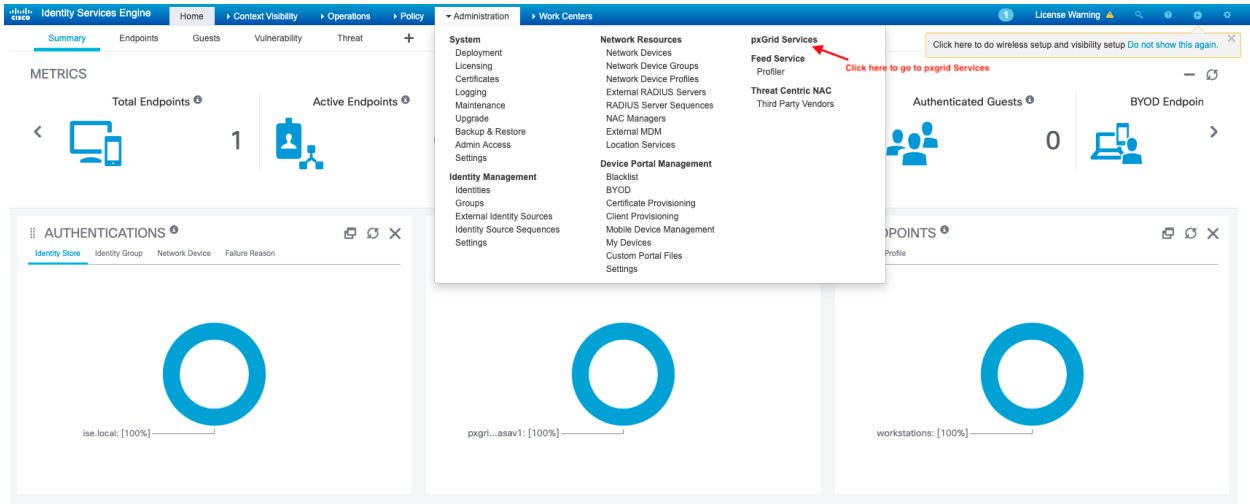 cisco Identity Services Engine Home Context Visibility Operations Policy Administration Work Centers 1 License Warning
Summary Endpoints Guests Vulnerability Threat +
Click here to do wireless setup and visibility setup Do not show this again.
METRICS
Total Endpoints
1
Active Endpoints
Authenticated Guests
0
BYOD Endpoin
System
Deployment
Licensing
Certificates
Logging
Maintenance
Upgrade
Backup & Restore
Admin Access
Settings
Identity Management
Identities
Groups
External Identity Sources
Identity Source Sequences
Settings
Network Resources
Network Devices
Network Device Groups
Network Device Profiles
External RADIUS Servers
RADIUS Server Sequences
NAC Managers
External MDM
Location Services
Device Portal Management
Blacklist
BYOD
Certificate Provisioning
Client Provisioning
Mobile Device Management
My Devices
Custom Portal Files
Settings
pxGrid Services
Feed Service
Profiler
Threat Centric NAC
Third Party Vendors
Click here to go to pxgrid Services
AUTHENTICATIONS
Identity Store Identity Group Network Device Failure Reason
ise.local: [100%]
pxgri...asav1: [100%]
DPOINTS
Profile
workstations: [100%]